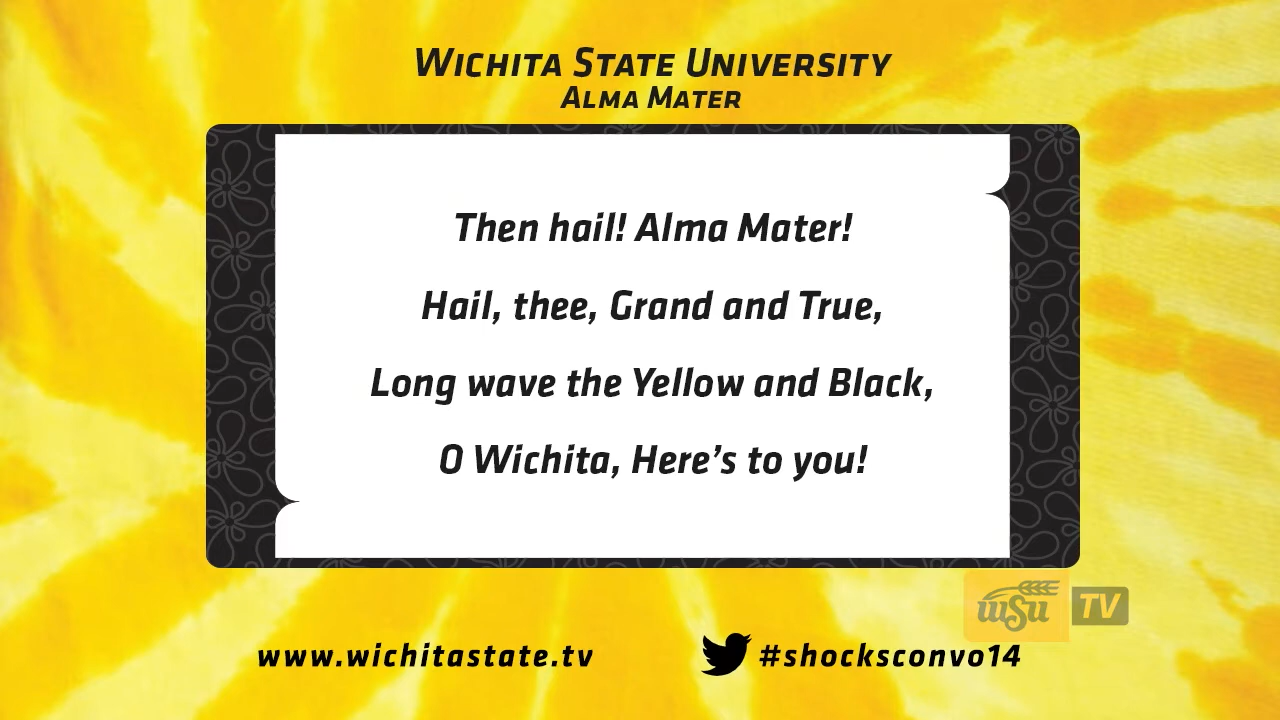 Wichita State University
Alma Mater
Then hail! Alma Mater!
Hail, thee, Grand and True,
Long wave the Yellow and Black,
O Wichita, Here's to you!
wsu TV
www.wichitastate.tv
#shocksconvo14